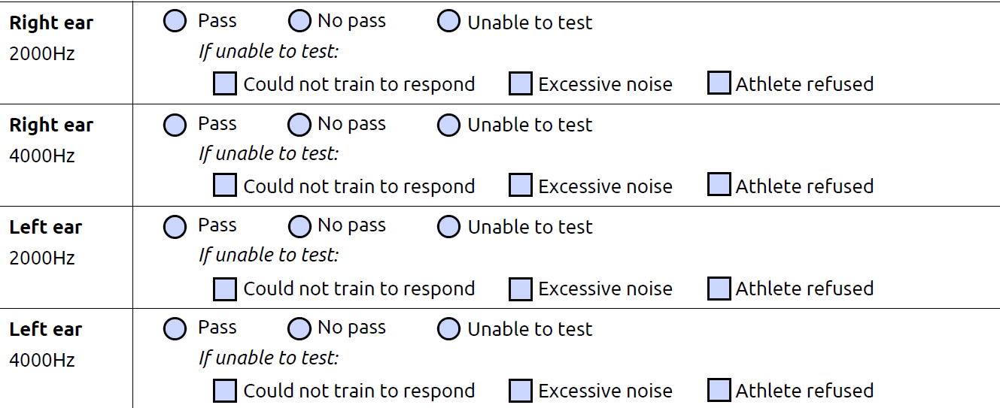 Right ear
2000Hz
Pass No pass Unable to test
If unable to test:
Could not train to respond Excessive noise Athlete refused
Right ear
4000Hz
Pass No pass Unable to test
If unable to test:
Could not train to respond Excessive noise Athlete refused
Left ear
2000Hz
Pass No pass Unable to test
If unable to test:
Could not train to respond Excessive noise Athlete refused
Left ear
4000Hz
Pass No pass Unable to test
If unable to test:
Could not train to respond Excessive noise Athlete refused